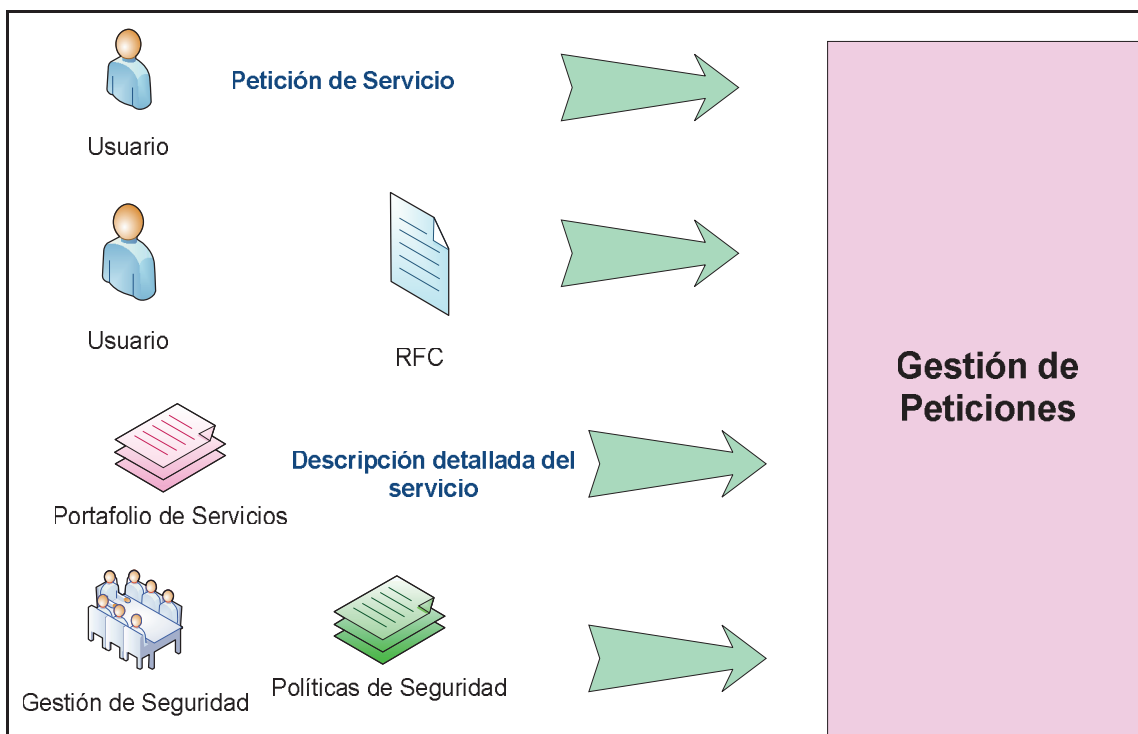 Petición de Servicio
Usuario
Usuario
RFC
Gestión de
Peticiones
Descripción detallada del
servicio
Portafolio de Servicios
Gestión de Seguridad
Políticas de Seguridad